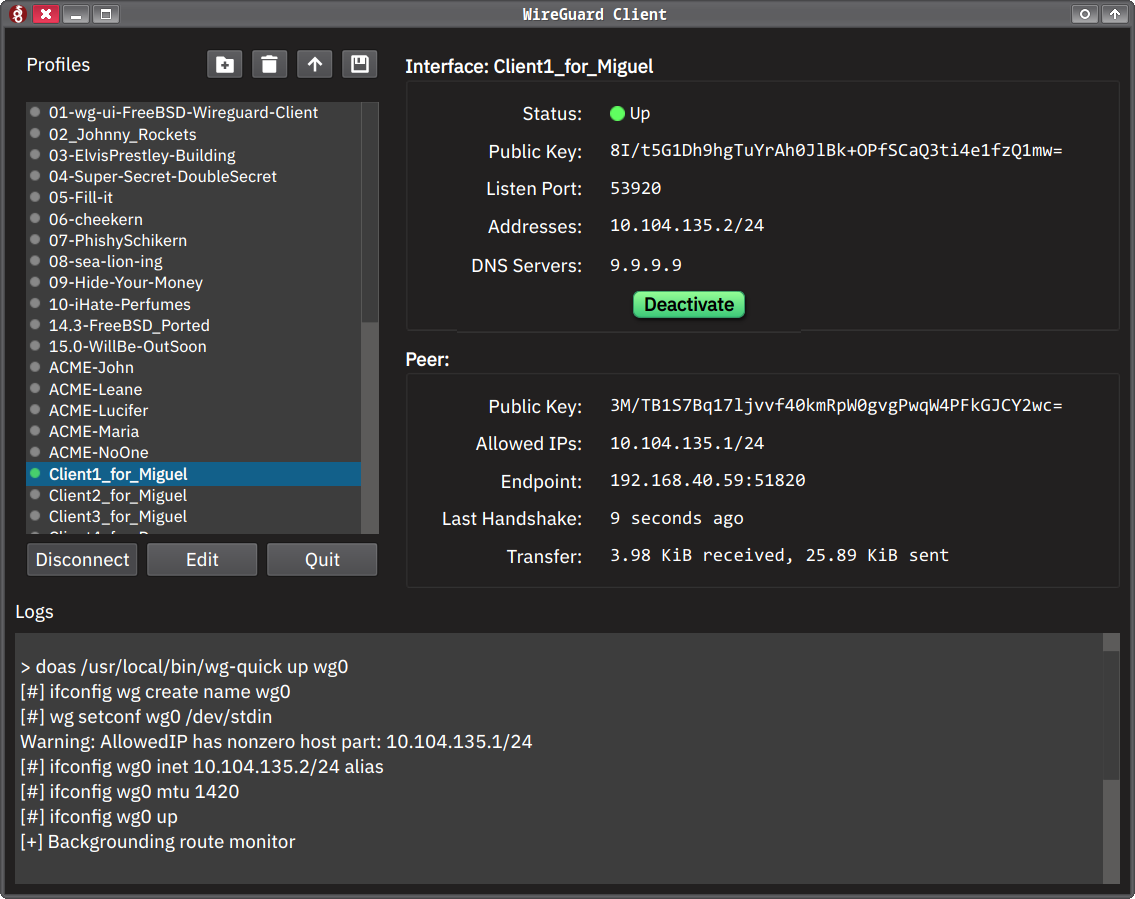 WireGuard Client
Profiles
01-wg-ui-FreeBSD-Wireguard-Client
02_Johnny_Rockets
03-ElvisPrestley-Building
04-Super-Secret-DoubleSecret
05-Fill-it
06-cheekern
07-PhishySchikern
08-sea-lion-ing
09-Hide-Your-Money
10-iHate-Perfumes
14.3-FreeBSD_Ported
15.0-WillBe-OutSoon
ACME-John
ACME-Leane
ACME-Lucifer
ACME-Maria
ACME-NoOne
Client1_for_Miguel
Client2_for_Miguel
Client3_for_Miguel
Disconnect Edit Quit
Interface: Client1_for_Miguel
Status: Up
Public Key: 8I/t5G1Dh9hgTuYrAh0JlBk+OPfSCaQ3ti4e1fzQ1mw=
Listen Port: 53920
Addresses: 10.104.135.2/24
DNS Servers: 9.9.9.9
Deactivate
Peer:
Public Key: 3M/TB1S7Bq17ljvvf40kmRpW0gvgPwqW4PFkGJCY2wc=
Allowed IPs: 10.104.135.1/24
Endpoint: 192.168.40.59:51820
Last Handshake: 9 seconds ago
Transfer: 3.98 KiB received, 25.89 KiB sent
Logs
> doas /usr/local/bin/wg-quick up wg0
[#] ifconfig wg create name wg0
[#] wg setconf wg0 /dev/stdin
Warning: AllowedIP has nonzero host part: 10.104.135.1/24
[#] ifconfig wg0 inet 10.104.135.2/24 alias
[#] ifconfig wg0 mtu 1420
[#] ifconfig wg0 up
[+] Backgrounding route monitor